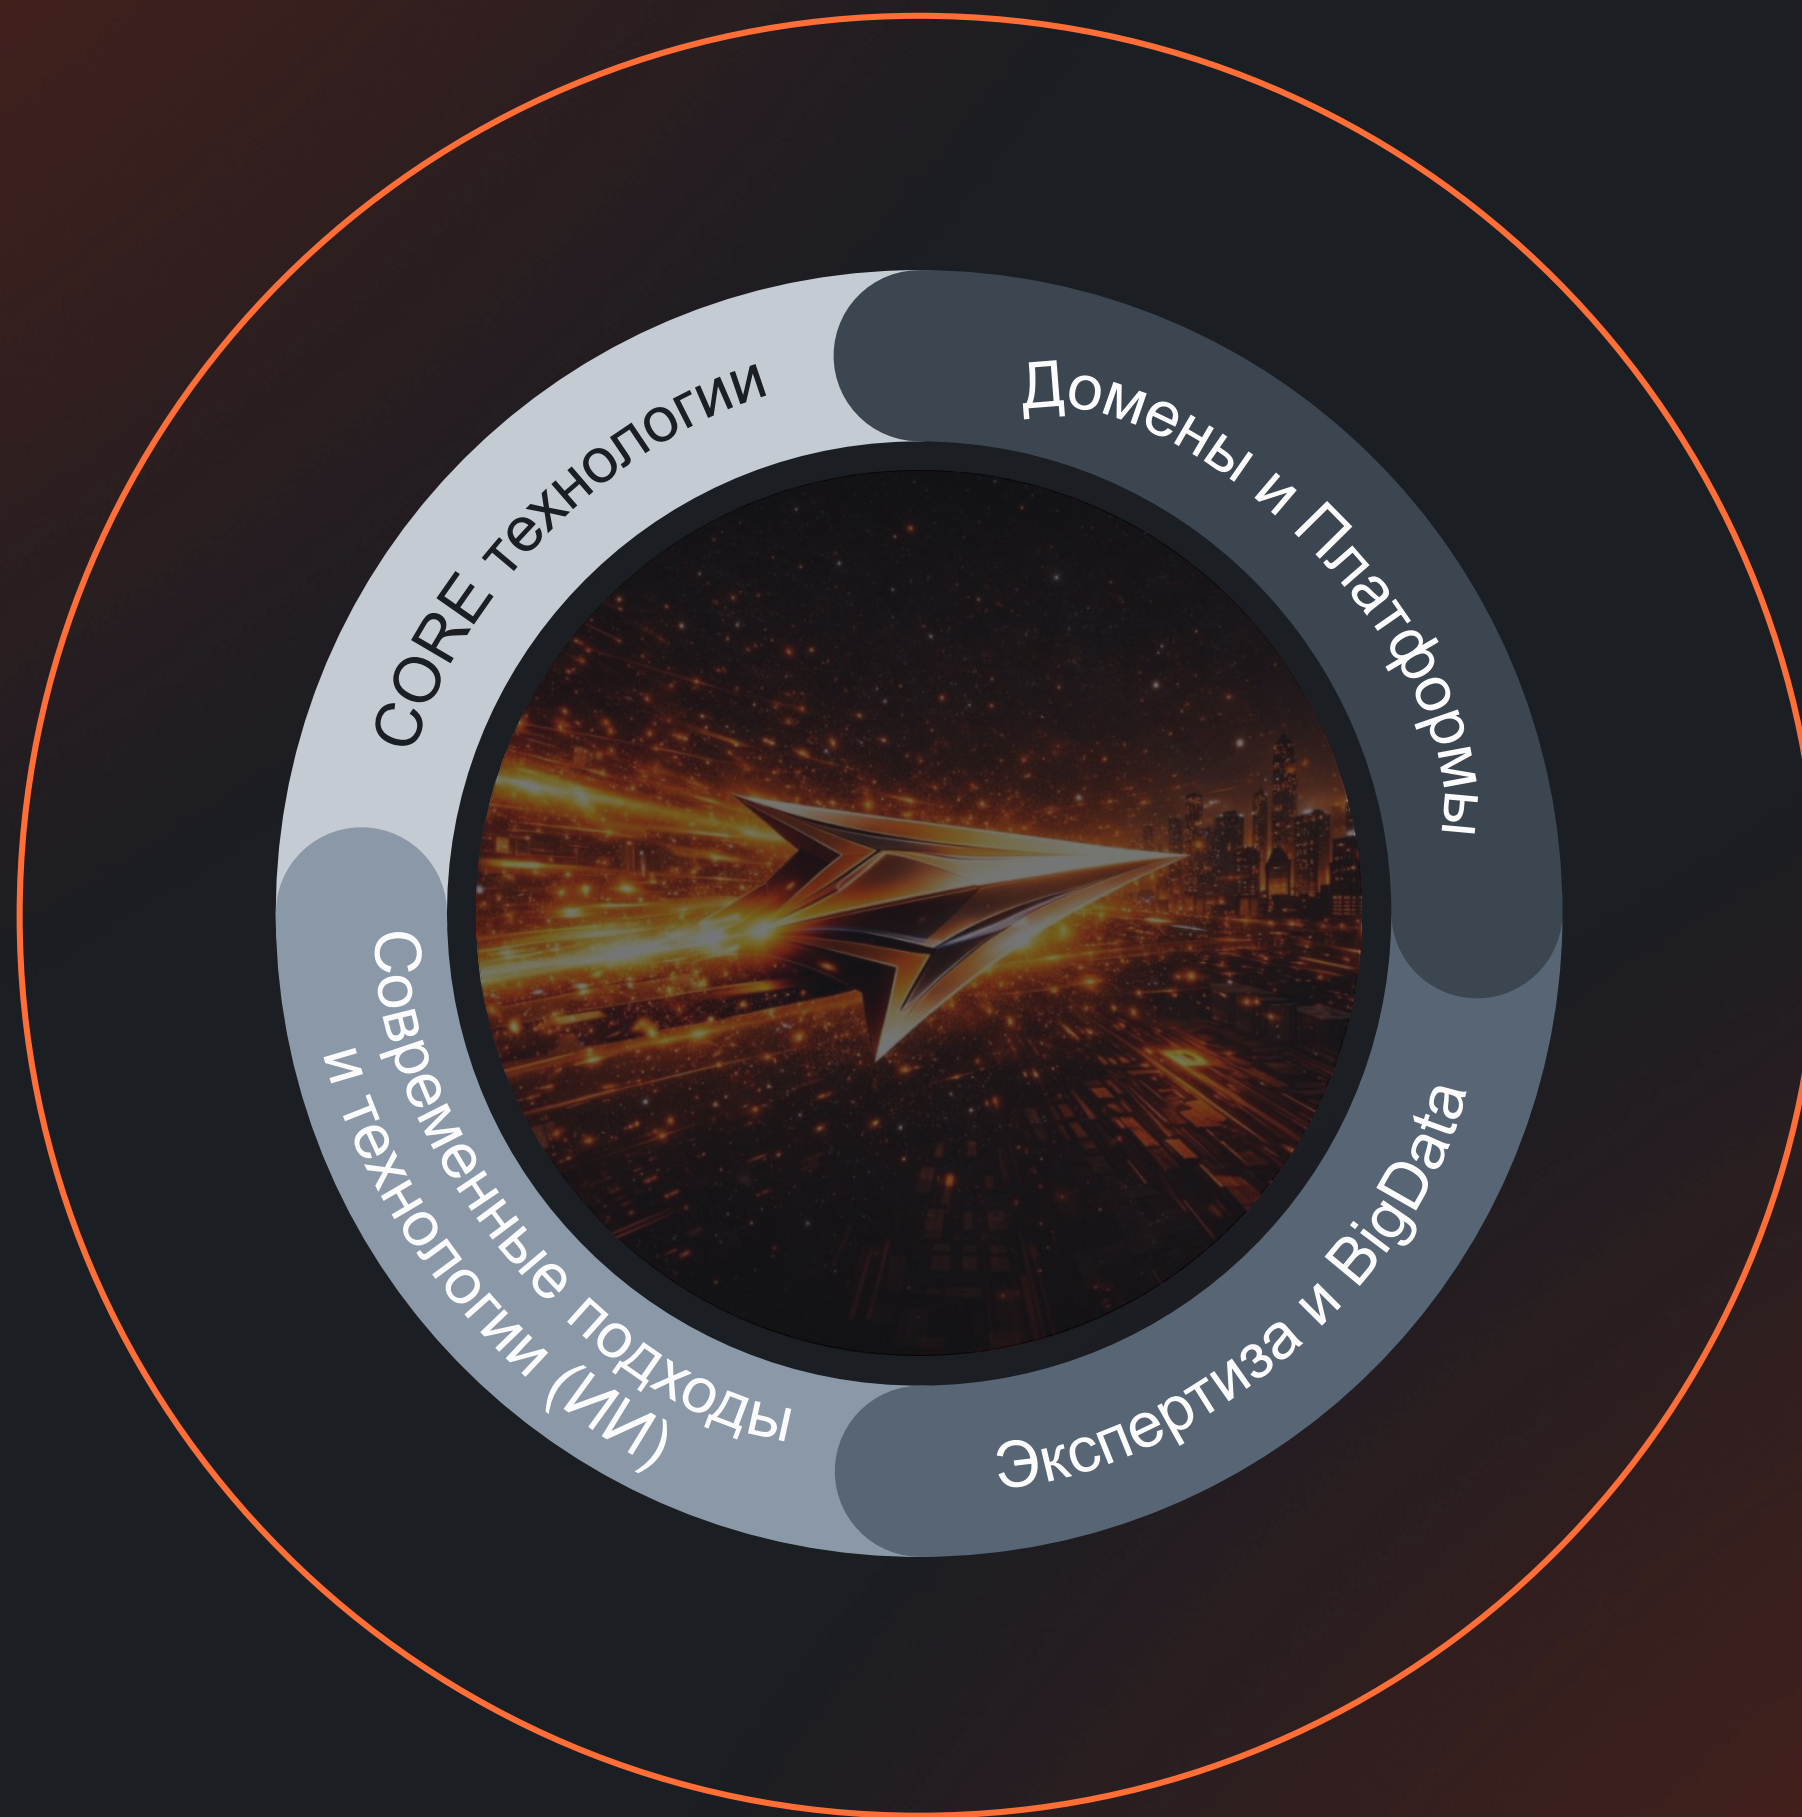 CORE технологии
Домены и Платформы
Экспертиза и BigData
Современные подходы
и технологии (ИИ)